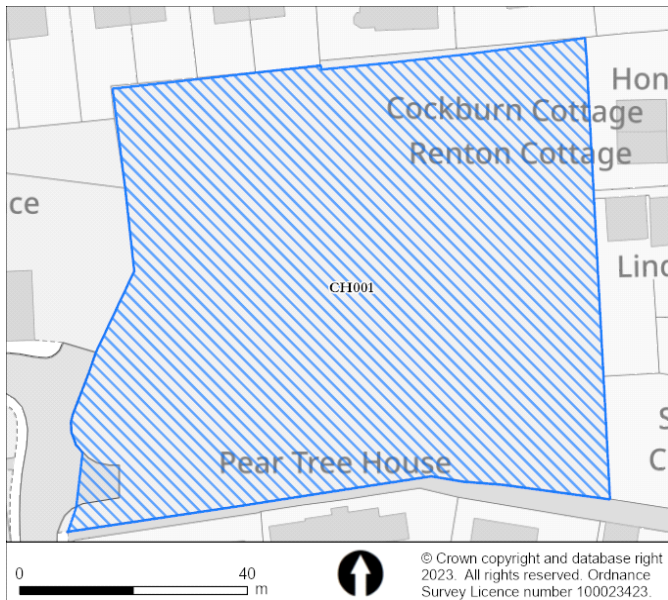 Hon
Cockburn Cottage
Renton Cottage
ce
Lind
CH001
S
Pear Tree House
C
0 40 m
© Crown copyright and database right
2023. All rights reserved. Ordnance
Survey Licence number 100023423.